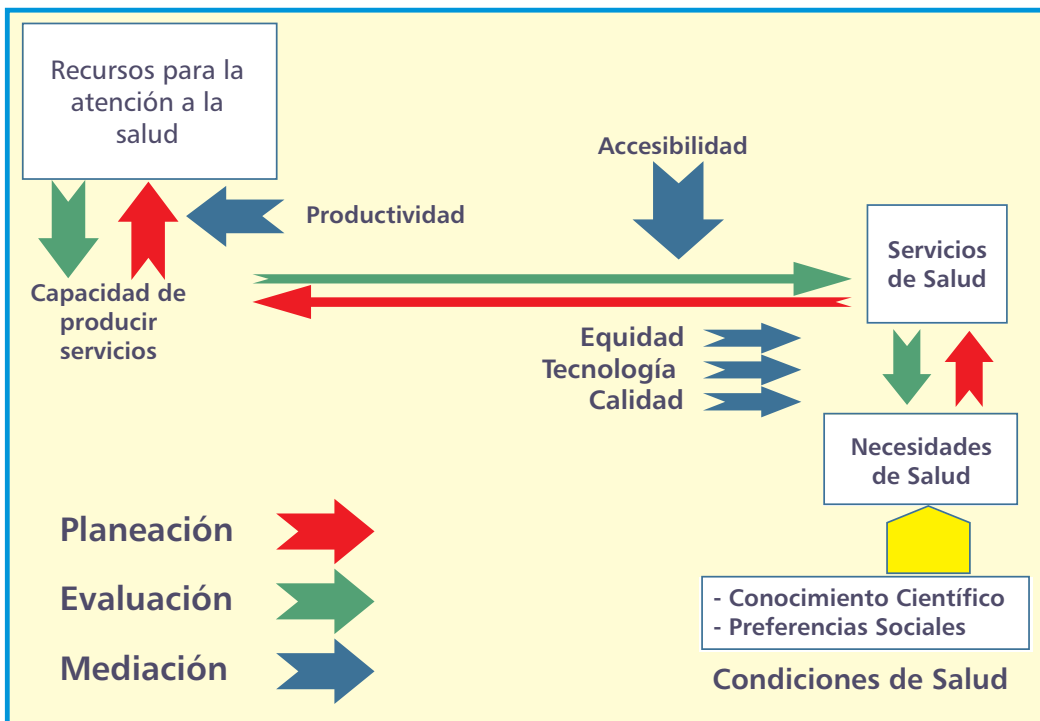 Recursos para la
atención a la
salud
Accesibilidad
Productividad
Servicios
de Salud
Capacidad de
producir
servicios
Equidad
Tecnología
Calidad
Necesidades
de Salud
Planeación
Evaluación
Mediación
- Conocimiento Científico
- Preferencias Sociales
Condiciones de Salud